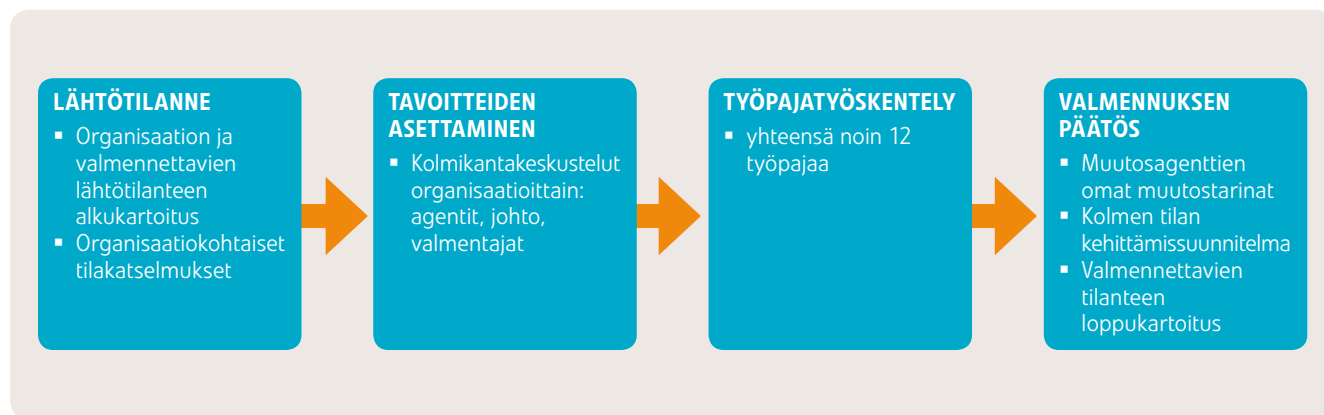 LÄHTÖTILANNE
▪ Organisaation ja
valmennettavien
lähtötilanteen
alkukartoitus
▪ Organisaatiokohtaiset
tilakatselmukset
TAVOITTEIDEN
ASETTAMINEN
▪ Kolmikantakeskustelut
organisaatioittain:
agentit, johto,
valmentajat
TYÖPAJATYÖSKENTELY
▪ yhteensä noin 12
työpajaa
VALMENNUKSEN
PÄÄTÖS
▪ Muutosagenttien
omat muutostarinat
▪ Kolmen tilan
kehittämissuunnitelma
▪ Valmennettavien
tilanteen
loppukartoitus